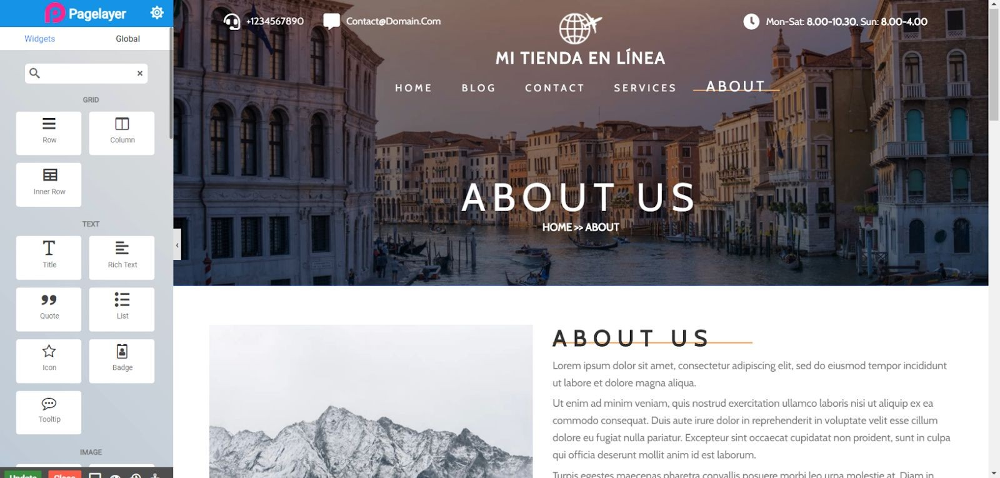 Pagelayer
Widgets
Global
GRID
Row
Column
Inner Row
TEXT
Title
Rich Text
Quote
List
Icon
Badge
Tooltip
IMAGE
Update
Close
+1234567890
Contact@Domain.Com
Mon-Sat: 8.00-10.30, Sun: 8.00-4.00
MI TIENDA EN LÍNEA
HOME
BLOG
CONTACT
SERVICES
ABOUT
ABOUT US
HOME >> ABOUT
ABOUT US
Lorem ipsum dolor sit amet, consectetur adipiscing elit, sed do eiusmod tempor incididunt
ut labore et dolore magna aliqua.
Ut enim ad minim veniam, quis nostrud exercitation ullamco laboris nisi ut aliquip ex ea
commodo consequat. Duis aute irure dolor in reprehenderit in voluptate velit esse cillum
dolore eu fugiat nulla pariatur. Excepteur sint occaecat cupidatat non proident, sunt in culpa
qui officia deserunt mollit anim id est laborum.
Turpis egestas maecenas pharetra convallis posuere morbi leo urna molestie at. Diam in